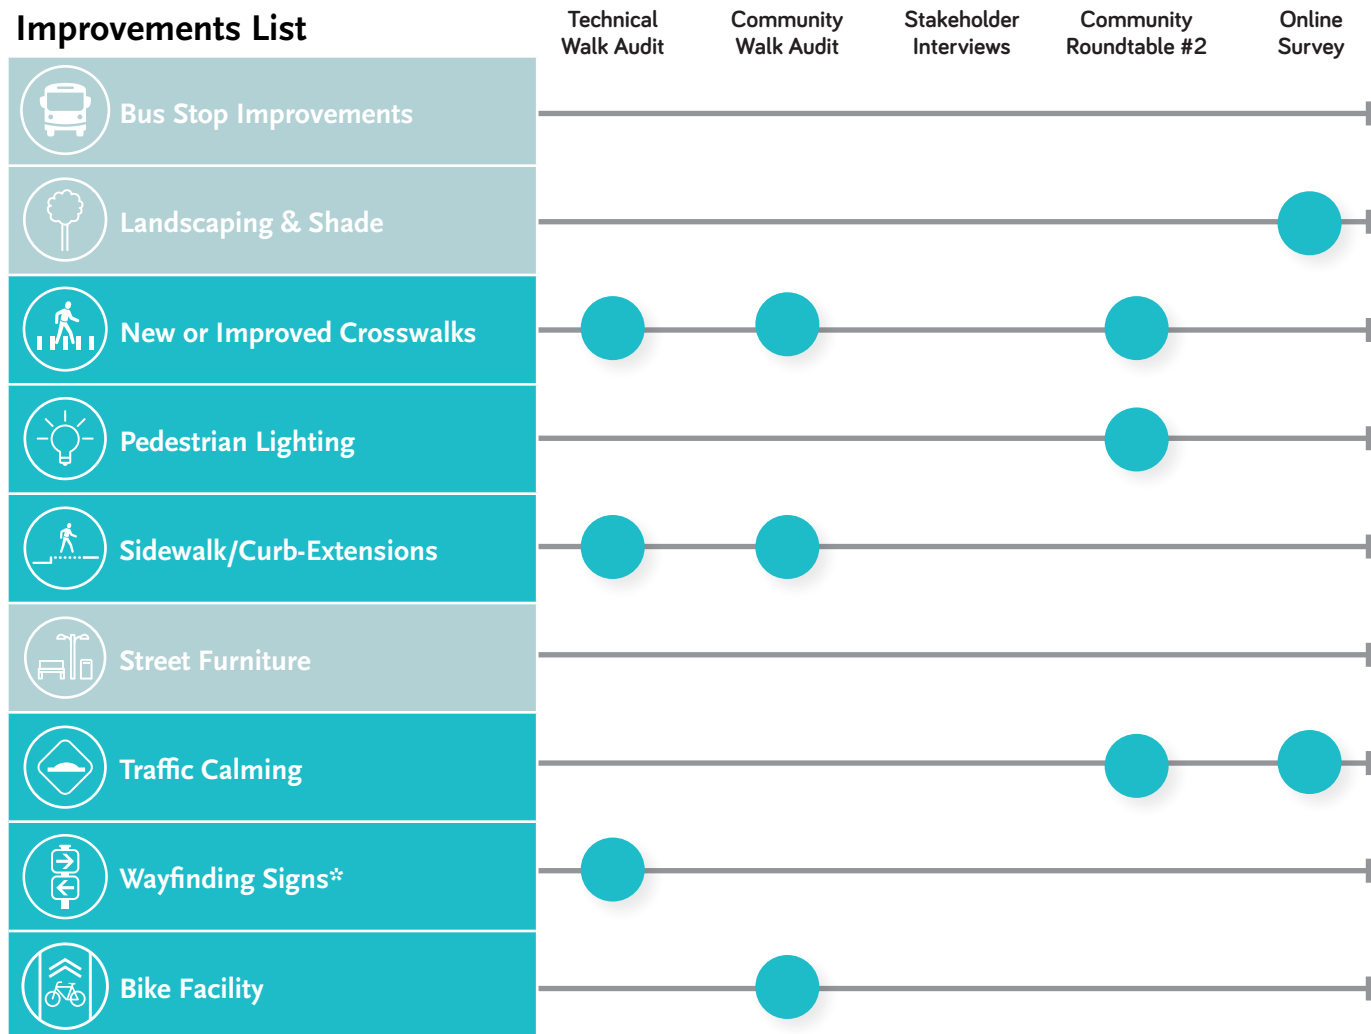 Improvements List
Technical
Walk Audit
Community
Walk Audit
Stakeholder
Interviews
Community
Roundtable #2
Online
Survey
Bus Stop Improvements
Landscaping & Shade
New or Improved Crosswalks
Pedestrian Lighting
Sidewalk/Curb-Extensions
Street Furniture
Traffic Calming
Wayfinding Signs*
Bike Facility